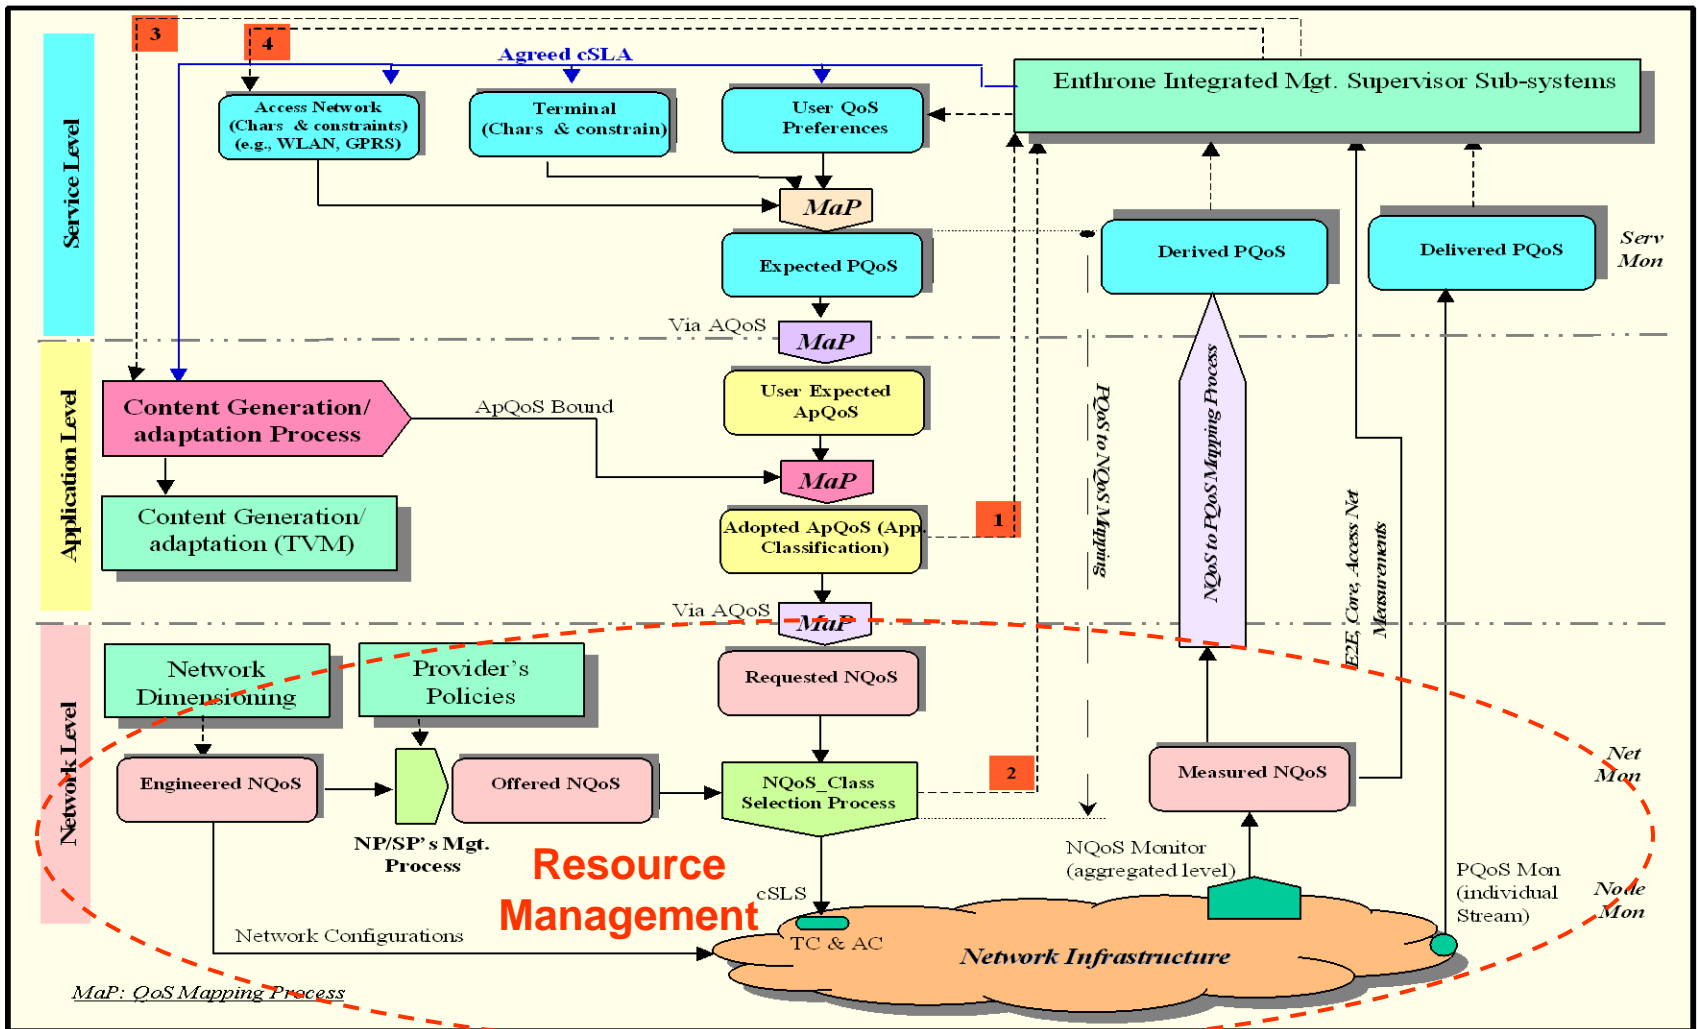 3
4
Agreed cSLA
Enthrone Integrated Mgt. Supervisor Sub-systems
Service Level
Access Network
(Chars & constraints)
(e.g., WLAN, GPRS)
Terminal
(Chars & constrain)
User QoS
Preferences
MaP
Expected PQoS
Derived PQoS
Delivered PQoS
Serv
Mon
Via AQoS
MaP
Application Level
Content Generation/
adaptation Process
ApQoS Bound
User Expected
ApQoS
MaP
Content Generation/
adaptation (TVM)
Adopted ApQoS (App.
Classification)
1
PQoS to NQoS Mapping
NQoS to PQoS Mapping Process
E2E, Core, Access Net
Measurements
Via AQoS
MaP
Network Level
Network
Dimensioning
Provider's
Policies
Requested NQoS
Engineered NQoS
Offered NQoS
NQoS_Class
Selection Process
2
Measured NQoS
Net
Mon
NP/SP's Mgt.
Process
Resource
Management
NQoS Monitor
(aggregated level)
PQoS Mon
(individual
Stream)
Node
Mon
cSLS
TC & AC
Network Configurations
Network Infrastructure
MaP: QoS Mapping Process